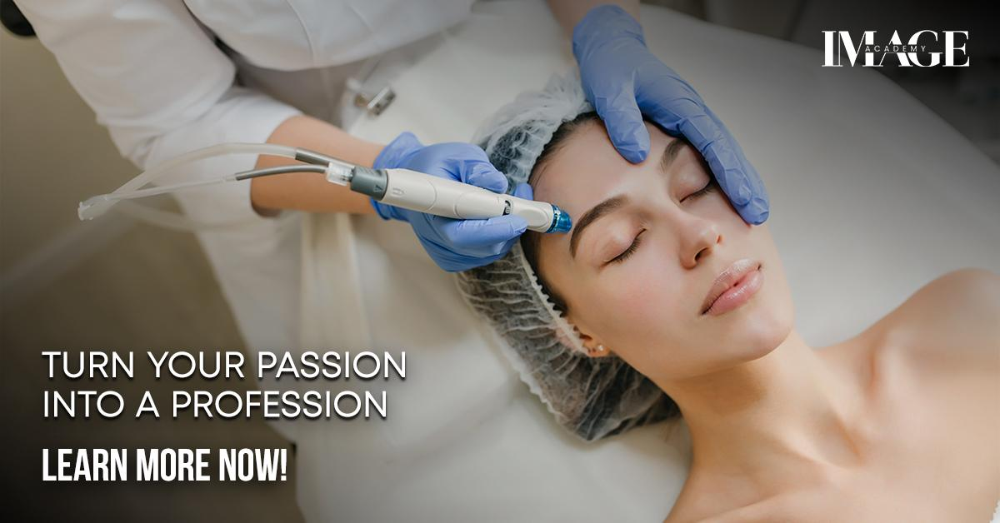 IMAGE
ACADEMY
TURN YOUR PASSION
INTO A PROFESSION
LEARN MORE NOW!